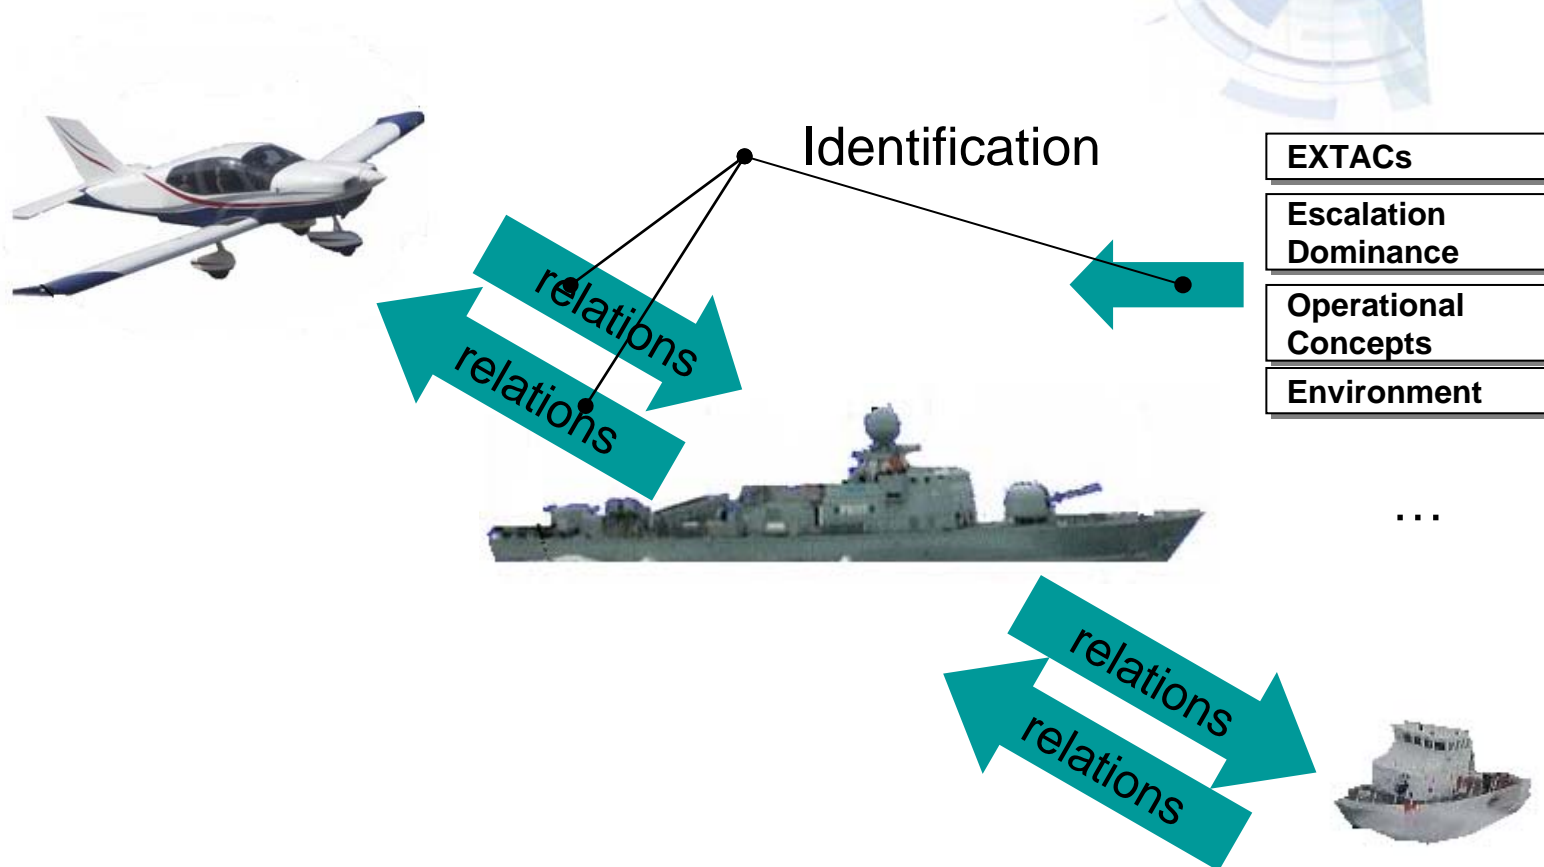 Identification
EXTACs
Escalation
Dominance
Operational
Concepts
Environment
…
relations
relations
relations
relations